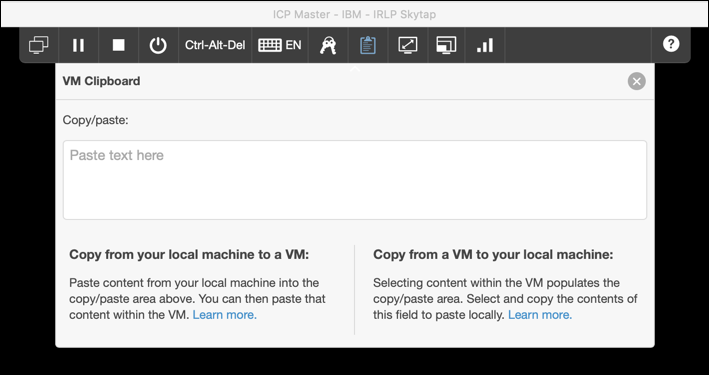 ICP Master - IBM - IRLP Skytap
Ctrl-Alt-Del EN ?
VM Clipboard
Copy/paste:
Paste text here
Copy from your local machine to a VM:
Paste content from your local machine into the
copy/paste area above. You can then paste that
content within the VM. Learn more.
Copy from a VM to your local machine:
Selecting content within the VM populates the
copy/paste area. Select and copy the contents of
this field to paste locally. Learn more.